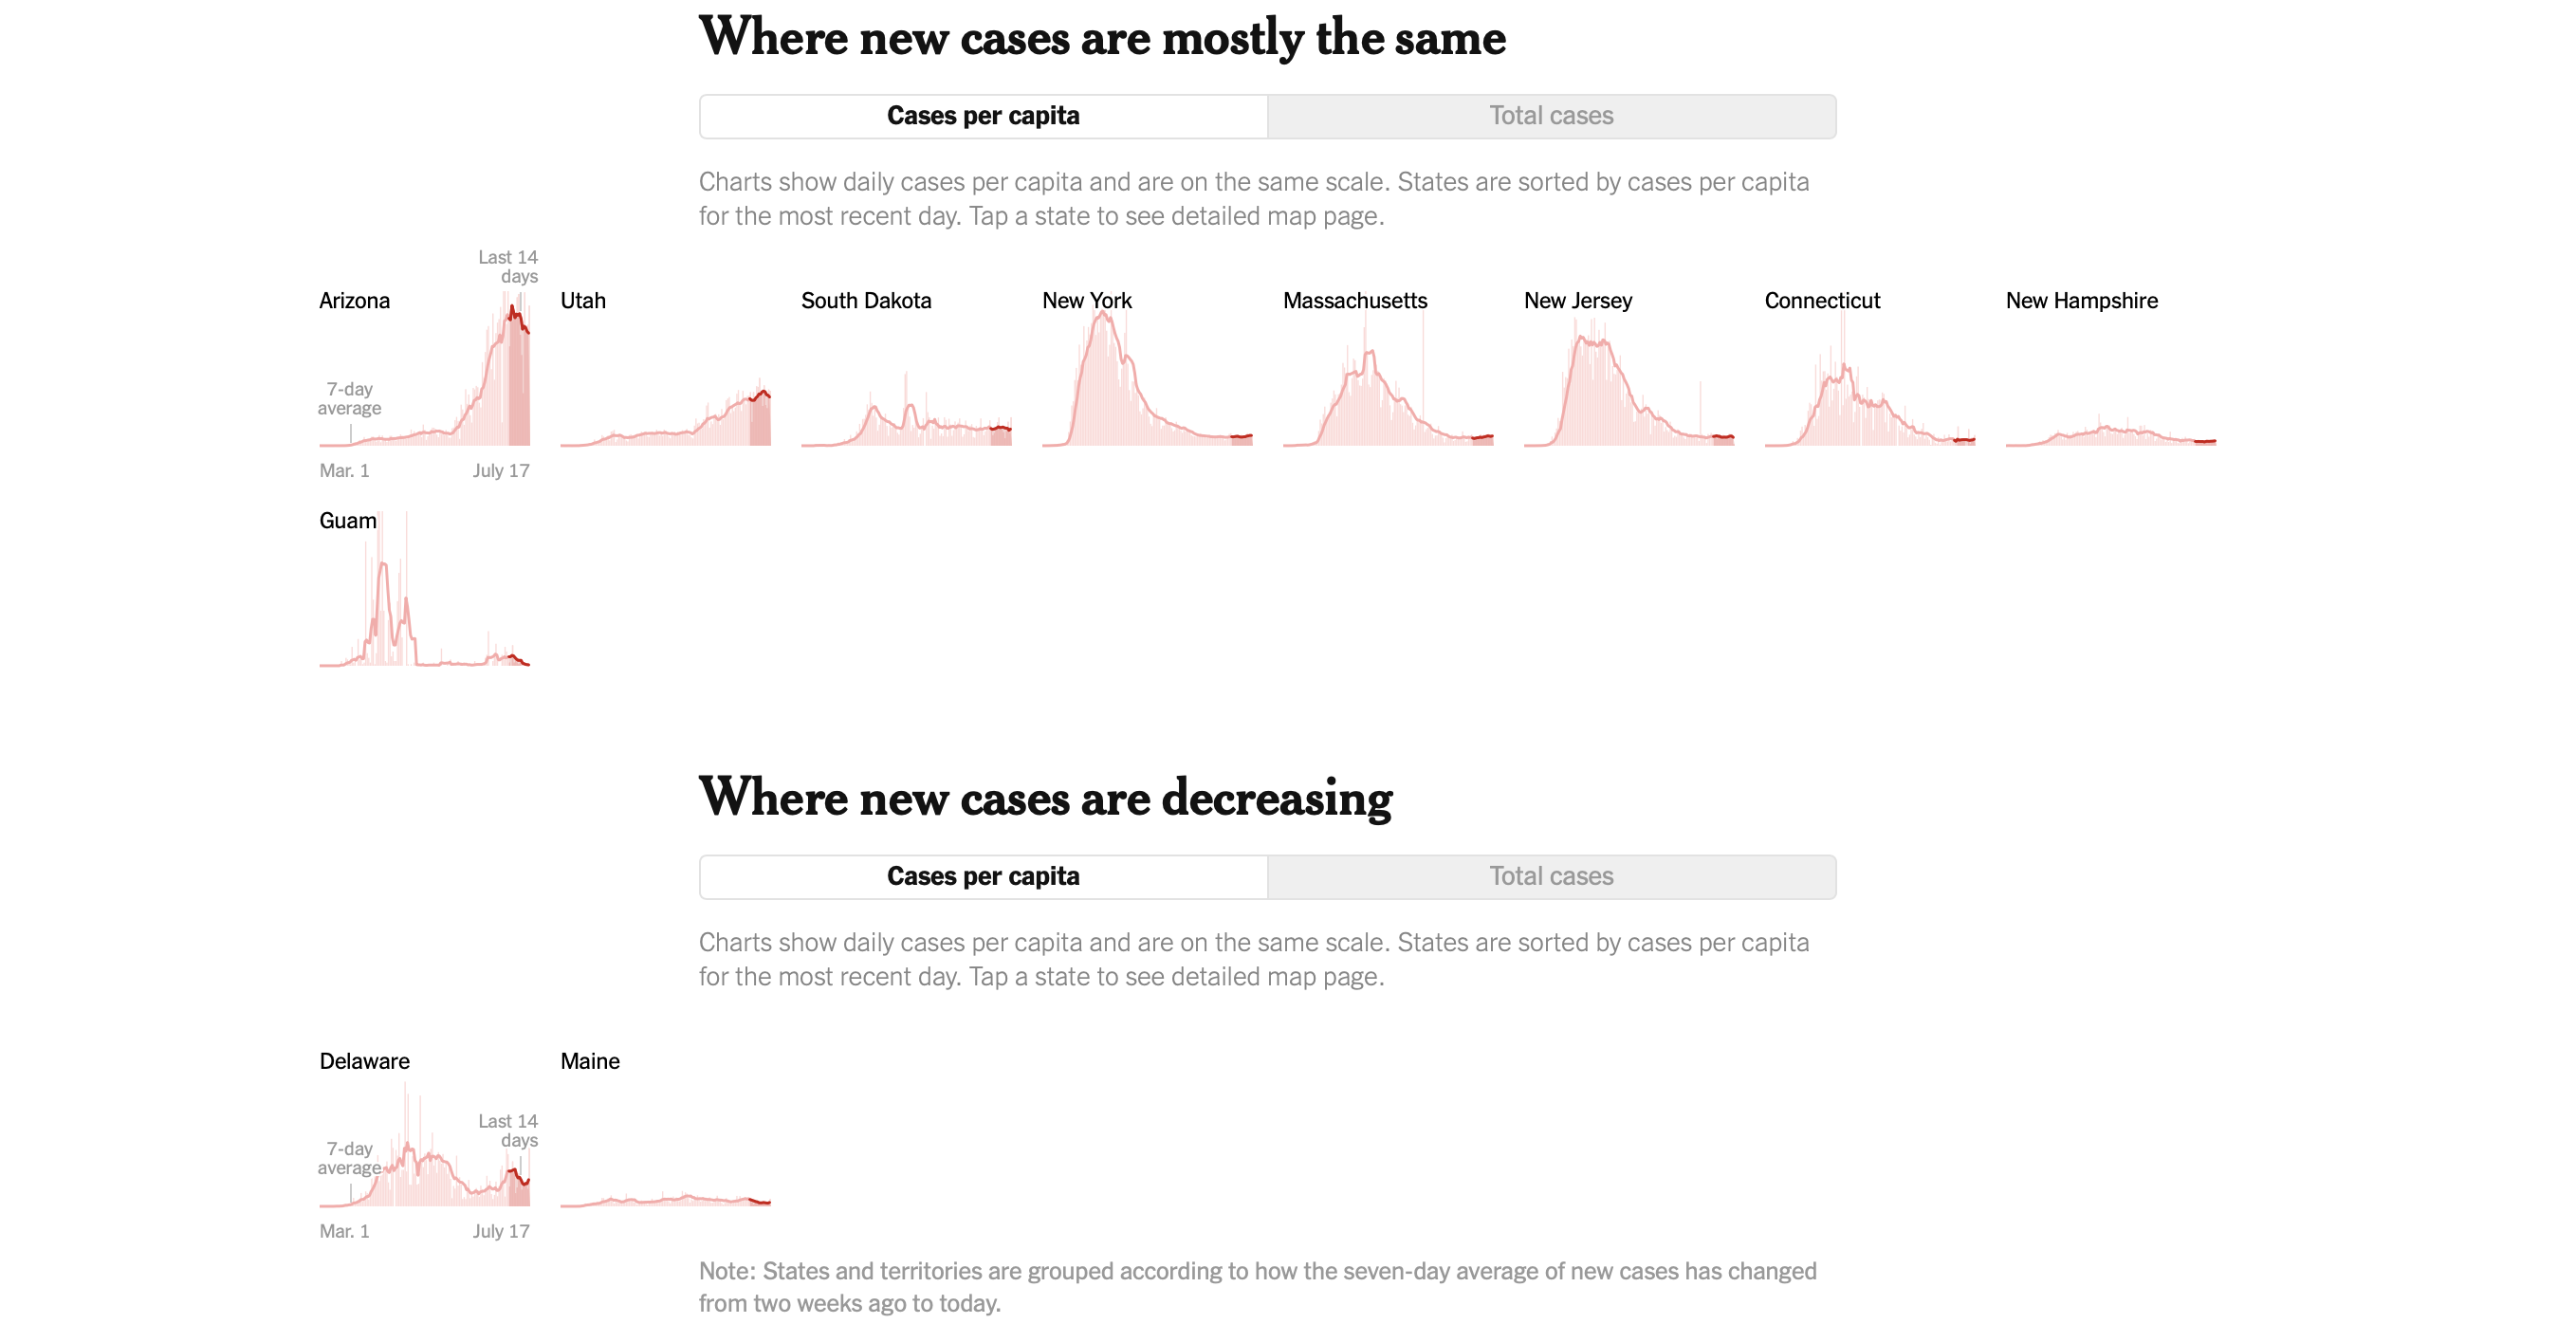 Where new cases are mostly the same
Cases per capita
Total cases
Charts show daily cases per capita and are on the same scale. States are sorted by cases per capita
for the most recent day. Tap a state to see detailed map page.
Last 14
days
Arizona
Utah
South Dakota
New York
Massachusetts
New Jersey
Connecticut
New Hampshire
7-day
average
Mar. 1
July 17
Guam
Where new cases are decreasing
Cases per capita
Total cases
Charts show daily cases per capita and are on the same scale. States are sorted by cases per capita
for the most recent day. Tap a state to see detailed map page.
Delaware
Maine
Last 14
days
7-day
average
Mar. 1
July 17
Note: States and territories are grouped according to how the seven-day average of new cases has changed
from two weeks ago to today.